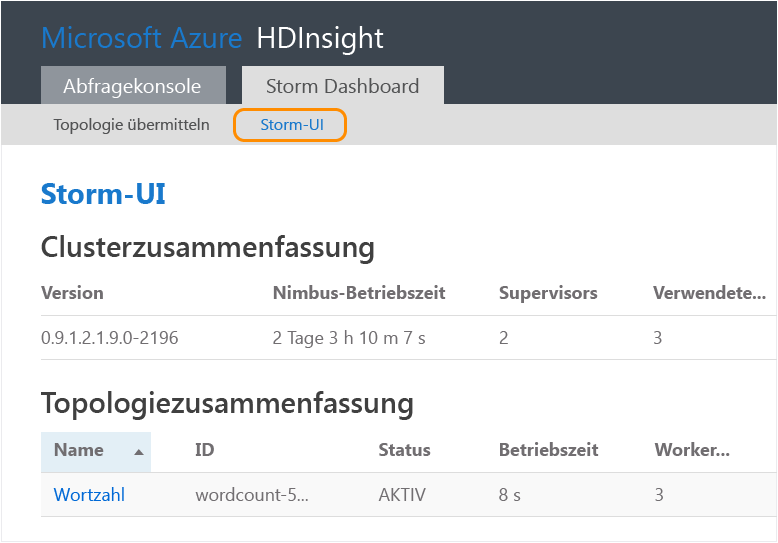 Microsoft Azure HDInsight
Abfragekonsole Storm Dashboard
Topologie übermitteln Storm-UI
Storm-UI
Clusterzusammenfassung
Version Nimbus-Betriebszeit Supervisors Verwendete...
0.9.1.2.1.9.0-2196 2 Tage 3 h 10 m 7 s 2 3
Topologiezusammenfassung
Name ID Status Betriebszeit Worker...
Wortzahl wordcount-5... AKTIV 8 s 3